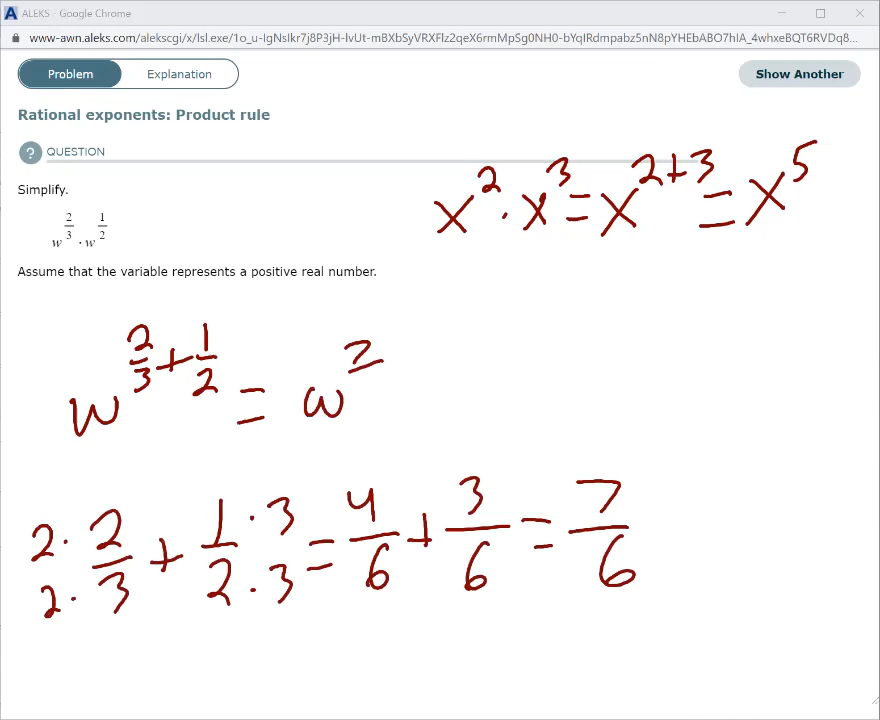 ALEKS - Google Chrome
www-awn.aleks.com/alekscgi/x/Isl.exe/1o_u-IgNsIkr7j8P3jH-lvUt-mBXbSyVRXFlz2qeX6rmMpSg0NH0-bYqIRdmpabz5nN8pYHEbABO7hIA_4whxeBQT6RVDq8...
Problem Explanation Show Another
Rational exponents: Product rule
? QUESTION
Simplify.
w^(2/3) · w^(1/2)
Assume that the variable represents a positive real number.
x^2 · x^3 = x^(2+3) = x^5
w^(2/3 + 1/2) = w^7
2·2/2·3 + 1·3/2·3 = 4/6 + 3/6 = 7/6